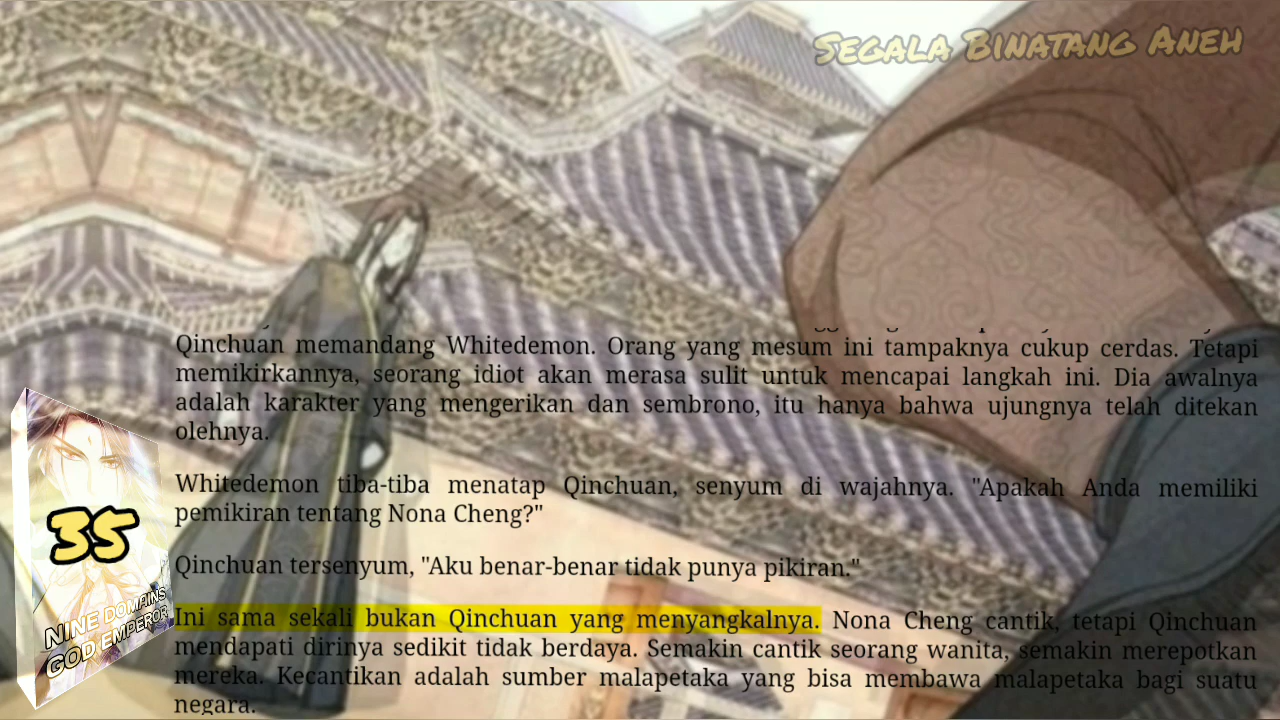 Segala Binatang Aneh
Qinchuan memandang Whitedemon. Orang yang mesum ini tampaknya cukup cerdas. Tetapi
memikirkannya, seorang idiot akan merasa sulit untuk mencapai langkah ini. Dia awalnya
adalah karakter yang mengerikan dan sembrono, itu hanya bahwa ujungnya telah ditekan
olehnya.
Whitedemon tiba-tiba menatap Qinchuan, senyum di wajahnya. "Apakah Anda memiliki
pemikiran tentang Nona Cheng?"
Qinchuan tersenyum, "Aku benar-benar tidak punya pikiran."
Ini sama sekali bukan Qinchuan yang menyangkalnya. Nona Cheng cantik, tetapi Qinchuan
mendapati dirinya sedikit tidak berdaya. Semakin cantik seorang wanita, semakin merepotkan
mereka. Kecantikan adalah sumber malapetaka yang bisa membawa malapetaka bagi suatu
negara.
35
NINE DOMAINS
GOD EMPEROR